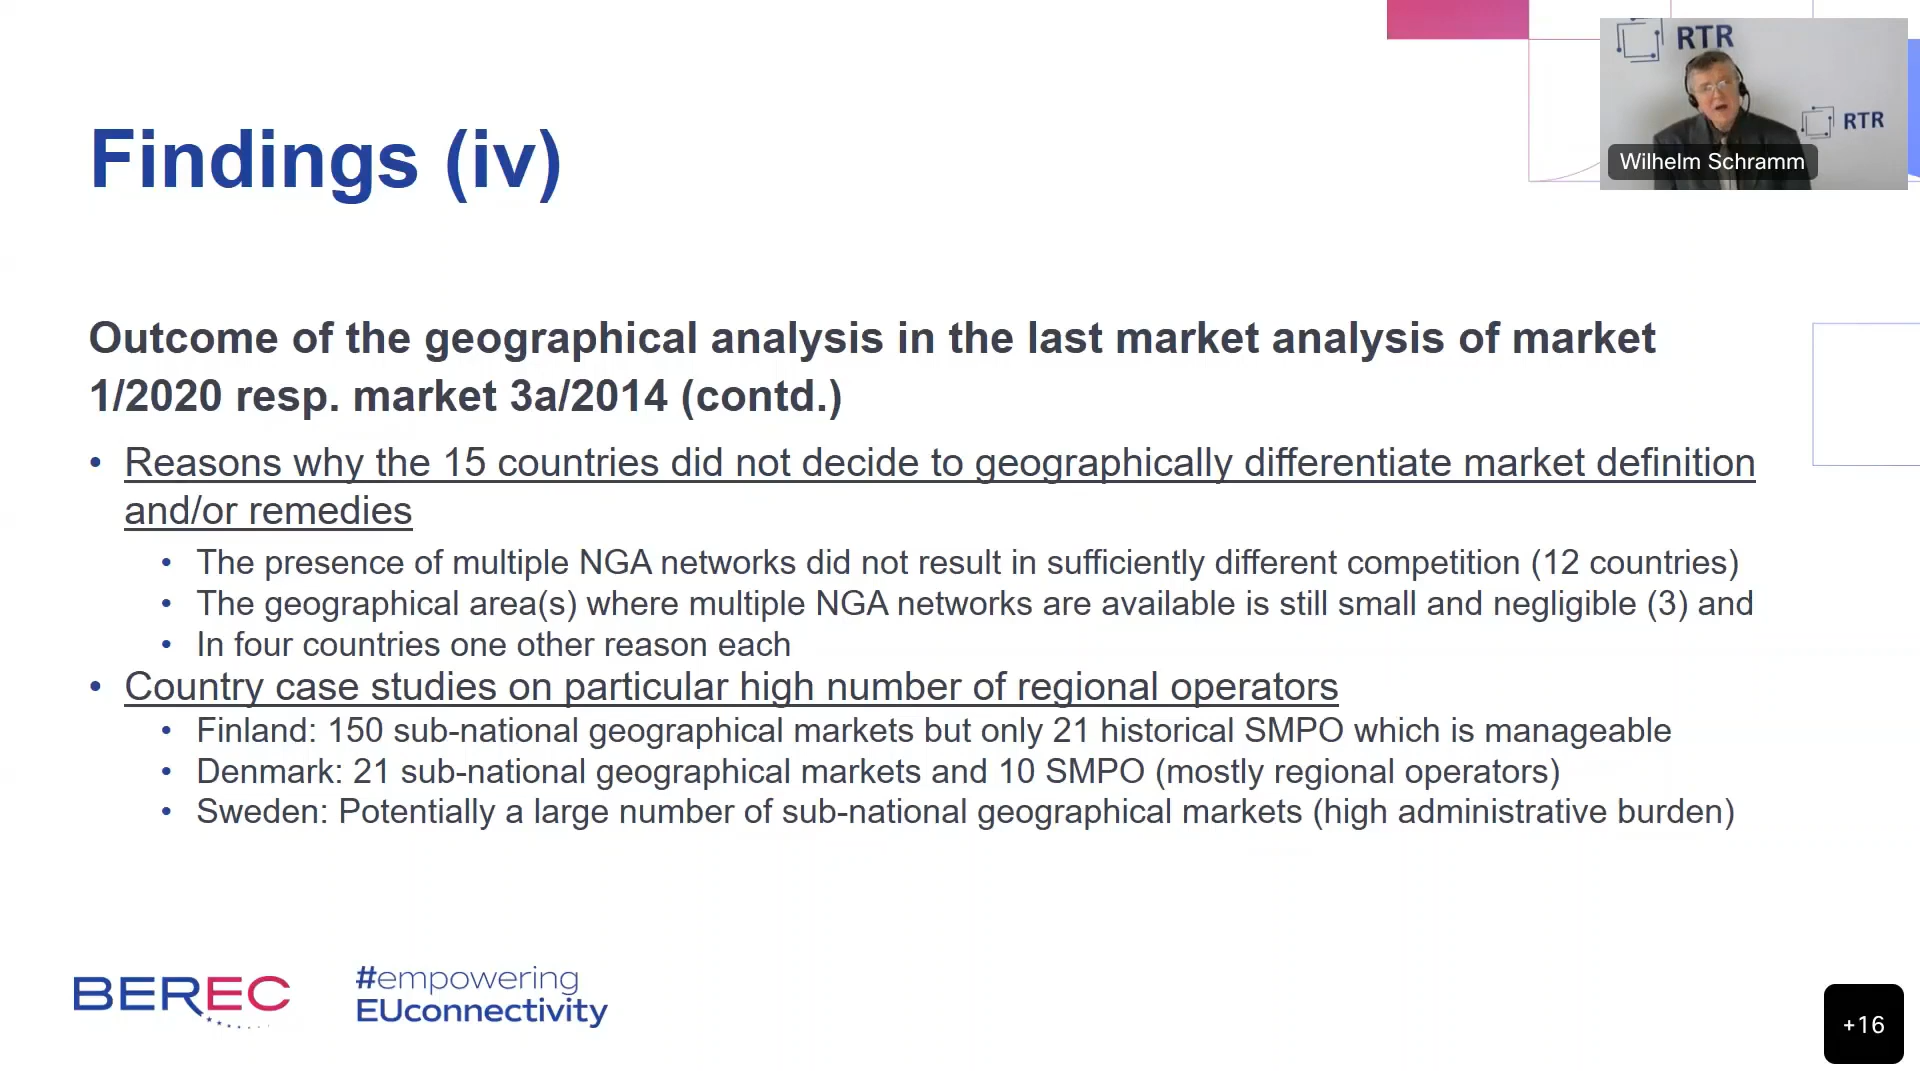 RTR
RTR
Wilhelm Schramm
Findings (iv)
Outcome of the geographical analysis in the last market analysis of market
1/2020 resp. market 3a/2014 (contd.)
• Reasons why the 15 countries did not decide to geographically differentiate market definition
and/or remedies
• The presence of multiple NGA networks did not result in sufficiently different competition (12 countries)
• The geographical area(s) where multiple NGA networks are available is still small and negligible (3) and
• In four countries one other reason each
• Country case studies on particular high number of regional operators
• Finland: 150 sub-national geographical markets but only 21 historical SMPO which is manageable
• Denmark: 21 sub-national geographical markets and 10 SMPO (mostly regional operators)
• Sweden: Potentially a large number of sub-national geographical markets (high administrative burden)
BEREC
#empowering
EUconnectivity
+16